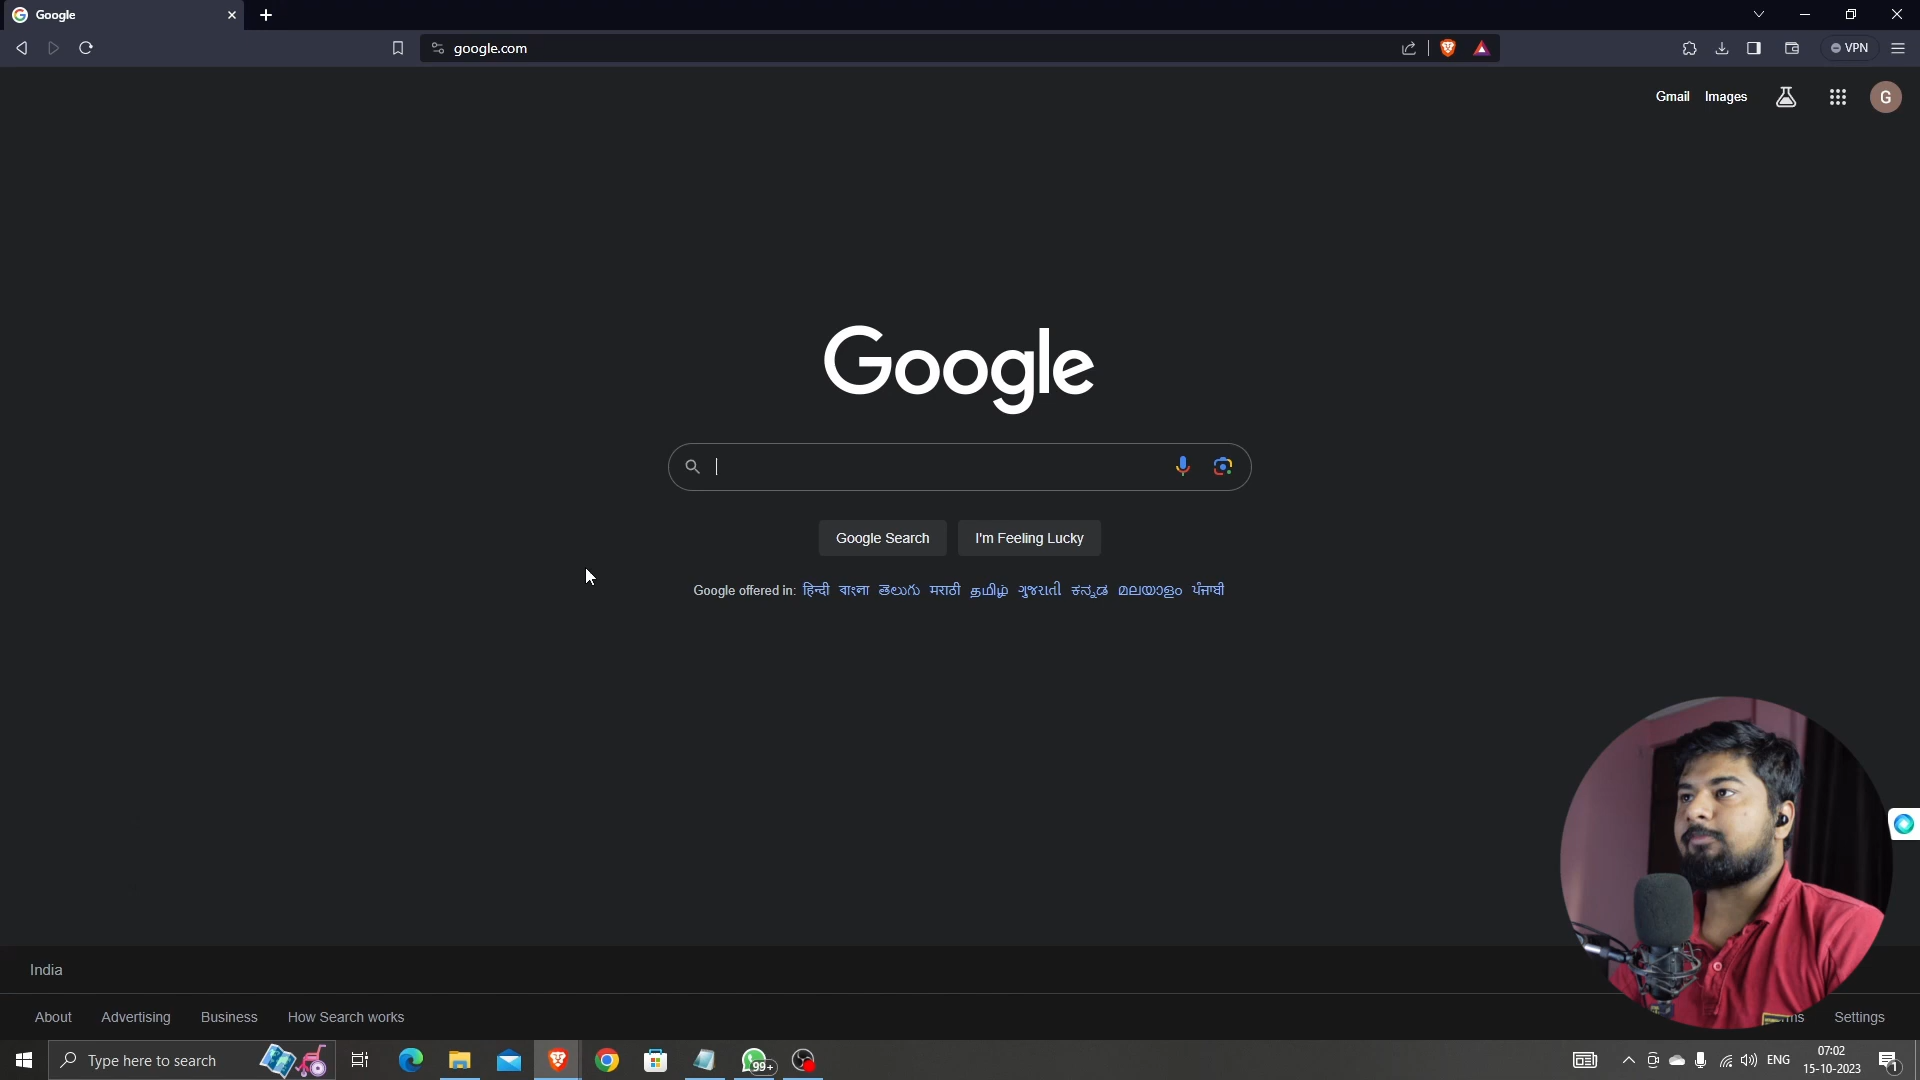 Google
google.com
VPN
Gmail Images
G
Google
Google Search I'm Feeling Lucky
Google offered in: हिन्दी বাংলা తెలుగు मराठी தமிழ் ગુજરાતી ಕನ್ನಡ മലയാളം ਪੰਜਾਬੀ
India
About Advertising Business How Search works Settings
Type here to search
99+
ENG
07:02
15-10-2023
1